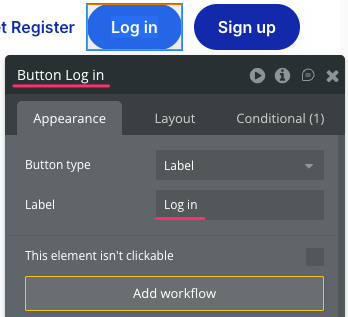 et Register Log in Sign up
Button Log in
Appearance Layout Conditional (1)
Button type Label
Label Log in
This element isn't clickable
Add workflow